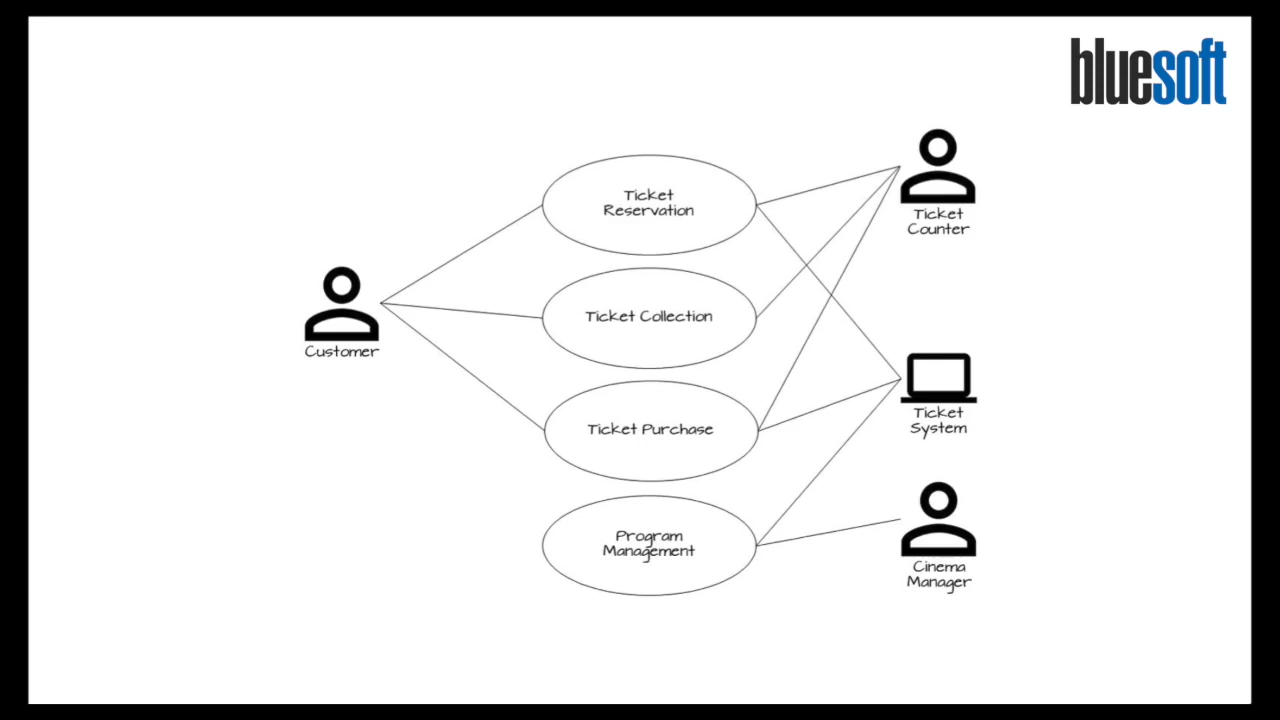 bluesoft
Ticket
Reservation
Ticket
Counter
Ticket Collection
Customer
Ticket
System
Ticket Purchase
Program
Management
Cinema
Manager